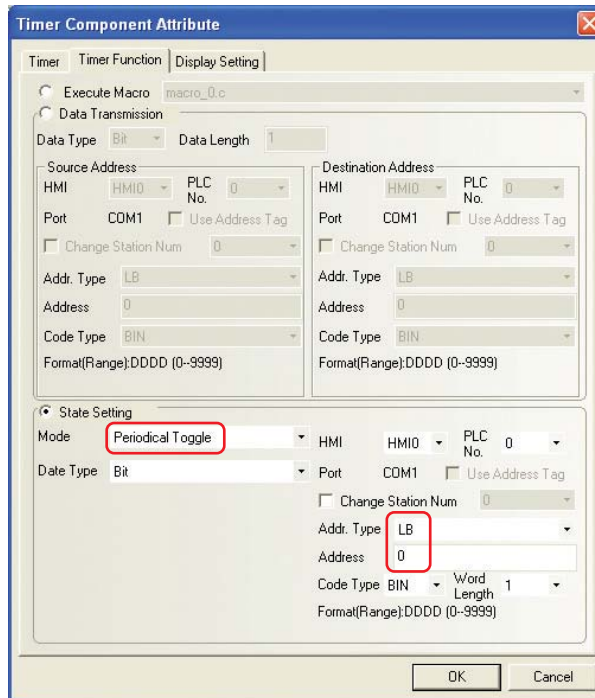 Timer Component Attribute
Timer Timer Function Display Setting
Execute Macro macro_0.c
Data Transmission
Data Type Bit Data Length 1
Source Address
HMI HMI0 PLC No. 0
Port COM1 Use Address Tag
Change Station Num 0
Addr. Type LB
Address 0
Code Type BIN
Format(Range):DDDD (0--9999)
Destination Address
HMI HMI0 PLC No. 0
Port COM1 Use Address Tag
Change Station Num 0
Addr. Type LB
Address 0
Code Type BIN
Format(Range):DDDD (0--9999)
State Setting
Mode Periodical Toggle
Date Type Bit
HMI HMI0 PLC No. 0
Port COM1 Use Address Tag
Change Station Num 0
Addr. Type LB
Address 0
Code Type BIN Word Length 1
Format(Range):DDDD (0--9999)
OK Cancel